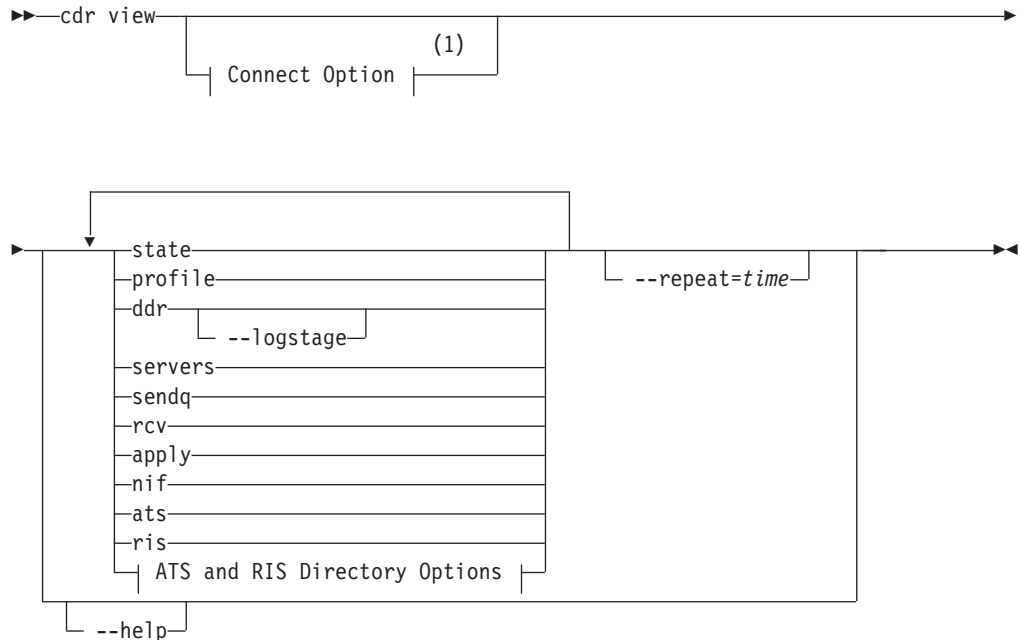 cdr view
(1)
Connect Option
state
profile
ddr
--logstage
servers
sendq
rcv
apply
nif
ats
ris
ATS and RIS Directory Options
--repeat=time
--help